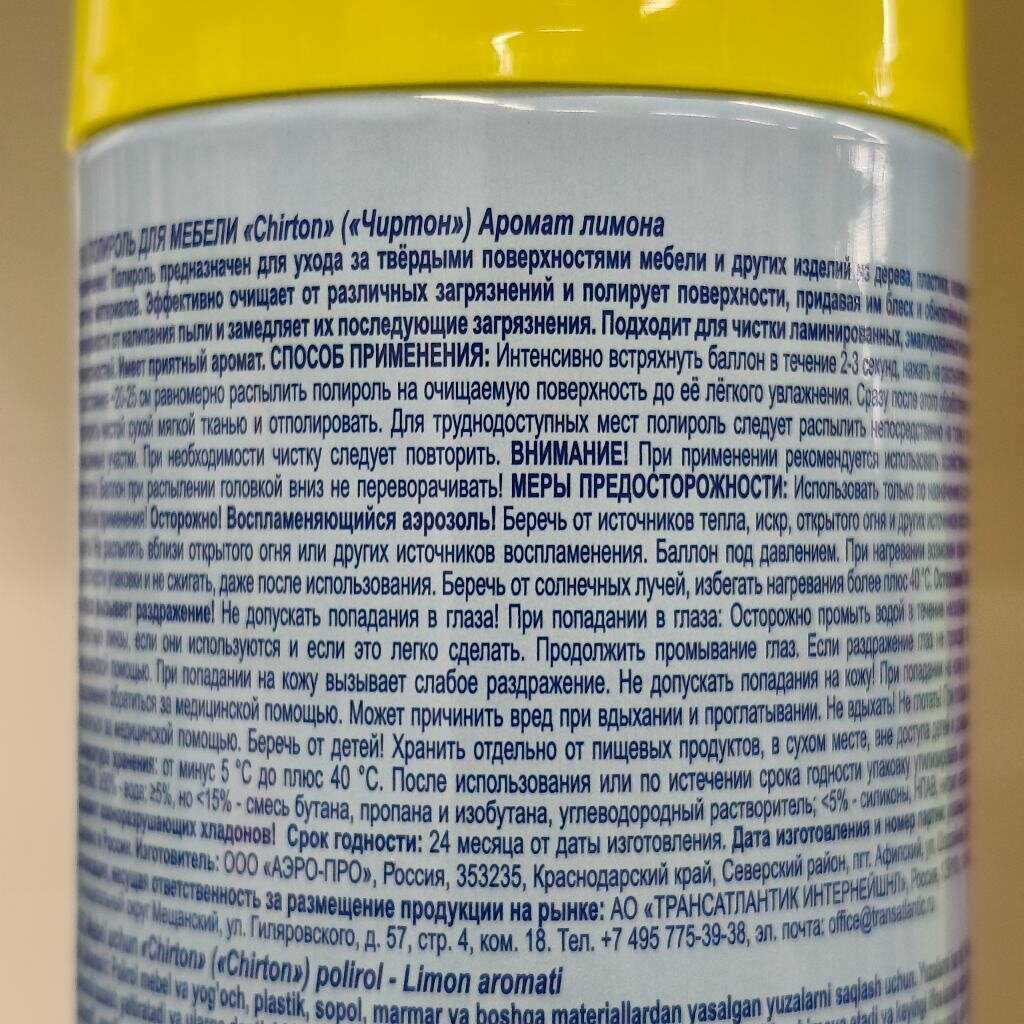 ПОЛИРОЛЬ ДЛЯ МЕБЕЛИ «Chirton» («Чиртон») Аромат лимона
Полироль предназначен для ухода за твёрдыми поверхностями мебели и других изделий из дерева, пластика,
материалов. Эффективно очищает от различных загрязнений и полирует поверхности, придавая им блеск и
от налипания пыли и замедляет их последующие загрязнения. Подходит для чистки ламинированных, эмалированных
Имеет приятный аромат. СПОСОБ ПРИМЕНЕНИЯ: Интенсивно встряхнуть баллон в течение 2-3 секунд, нажать на
20-25 см равномерно распылить полироль на очищаемую поверхность до её лёгкого увлажнения. Сразу после этого
чистой сухой мягкой тканью и отполировать. Для труднодоступных мест полироль следует распылить непосредственно на
участки. При необходимости чистку следует повторить. ВНИМАНИЕ! При применении рекомендуется использовать
Баллон при распылении головкой вниз не переворачивать! МЕРЫ ПРЕДОСТОРОЖНОСТИ: Использовать только по назначению
применения! Осторожно! Воспламеняющийся аэрозоль! Беречь от источников тепла, искр, открытого огня и других источников
Не распылять вблизи открытого огня или других источников воспламенения. Баллон под давлением. При нагревании возможен
упаковки и не сжигать, даже после использования. Беречь от солнечных лучей, избегать нагревания более плюс 40 °C.
вызывает раздражение! Не допускать попадания в глаза! При попадании в глаза: Осторожно промыть водой в течение
линзы, если они используются и если это легко сделать. Продолжить промывание глаз. Если раздражение глаз не
помощью. При попадании на кожу вызывает слабое раздражение. Не допускать попадания на кожу! При попадании на кожу
обратиться за медицинской помощью. Может причинить вред при вдыхании и проглатывании. Не вдыхать! Не глотать! При
за медицинской помощью. Беречь от детей! Хранить отдельно от пищевых продуктов, в сухом месте, вне доступа детей
хранения: от минус 5 °C до плюс 40 °C. После использования или по истечении срока годности упаковку
вода; ≥5%, но <15% - смесь бутана, пропана и изобутана, углеводородный растворитель; <5% - силиконы, НПАВ,
озоноразрушающих хладонов! Срок годности: 24 месяца от даты изготовления. Дата изготовления и номер партии:
в России. Изготовитель: ООО «АЭРО-ПРО», Россия, 353235, Краснодарский край, Северский район, пгт. Афипский, ул.
несущая ответственность за размещение продукции на рынке: АО «ТРАНСАТЛАНТИК ИНТЕРНЕЙШНЛ», Россия,
округ Мещанский, ул. Гиляровского, д. 57, стр. 4, ком. 18. Тел. +7 495 775-39-38, эл. почта: office@transatlantic.ru
uchun «Chirton» («Chirton») polirol - Limon aromati
Polirol mebel va yog'och, plastik, sopol, marmar va boshqa materiallardan yasalgan yuzalarni saqlash uchun.